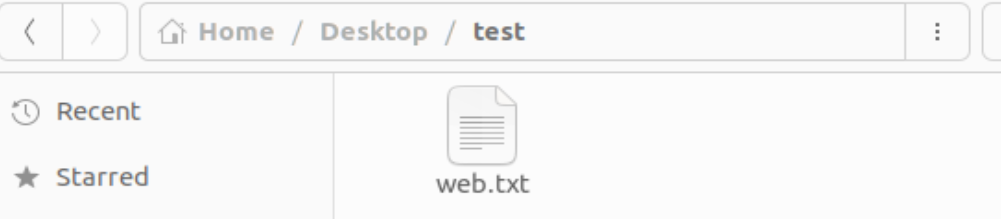 Home / Desktop / test
Recent
Starred
web.txt